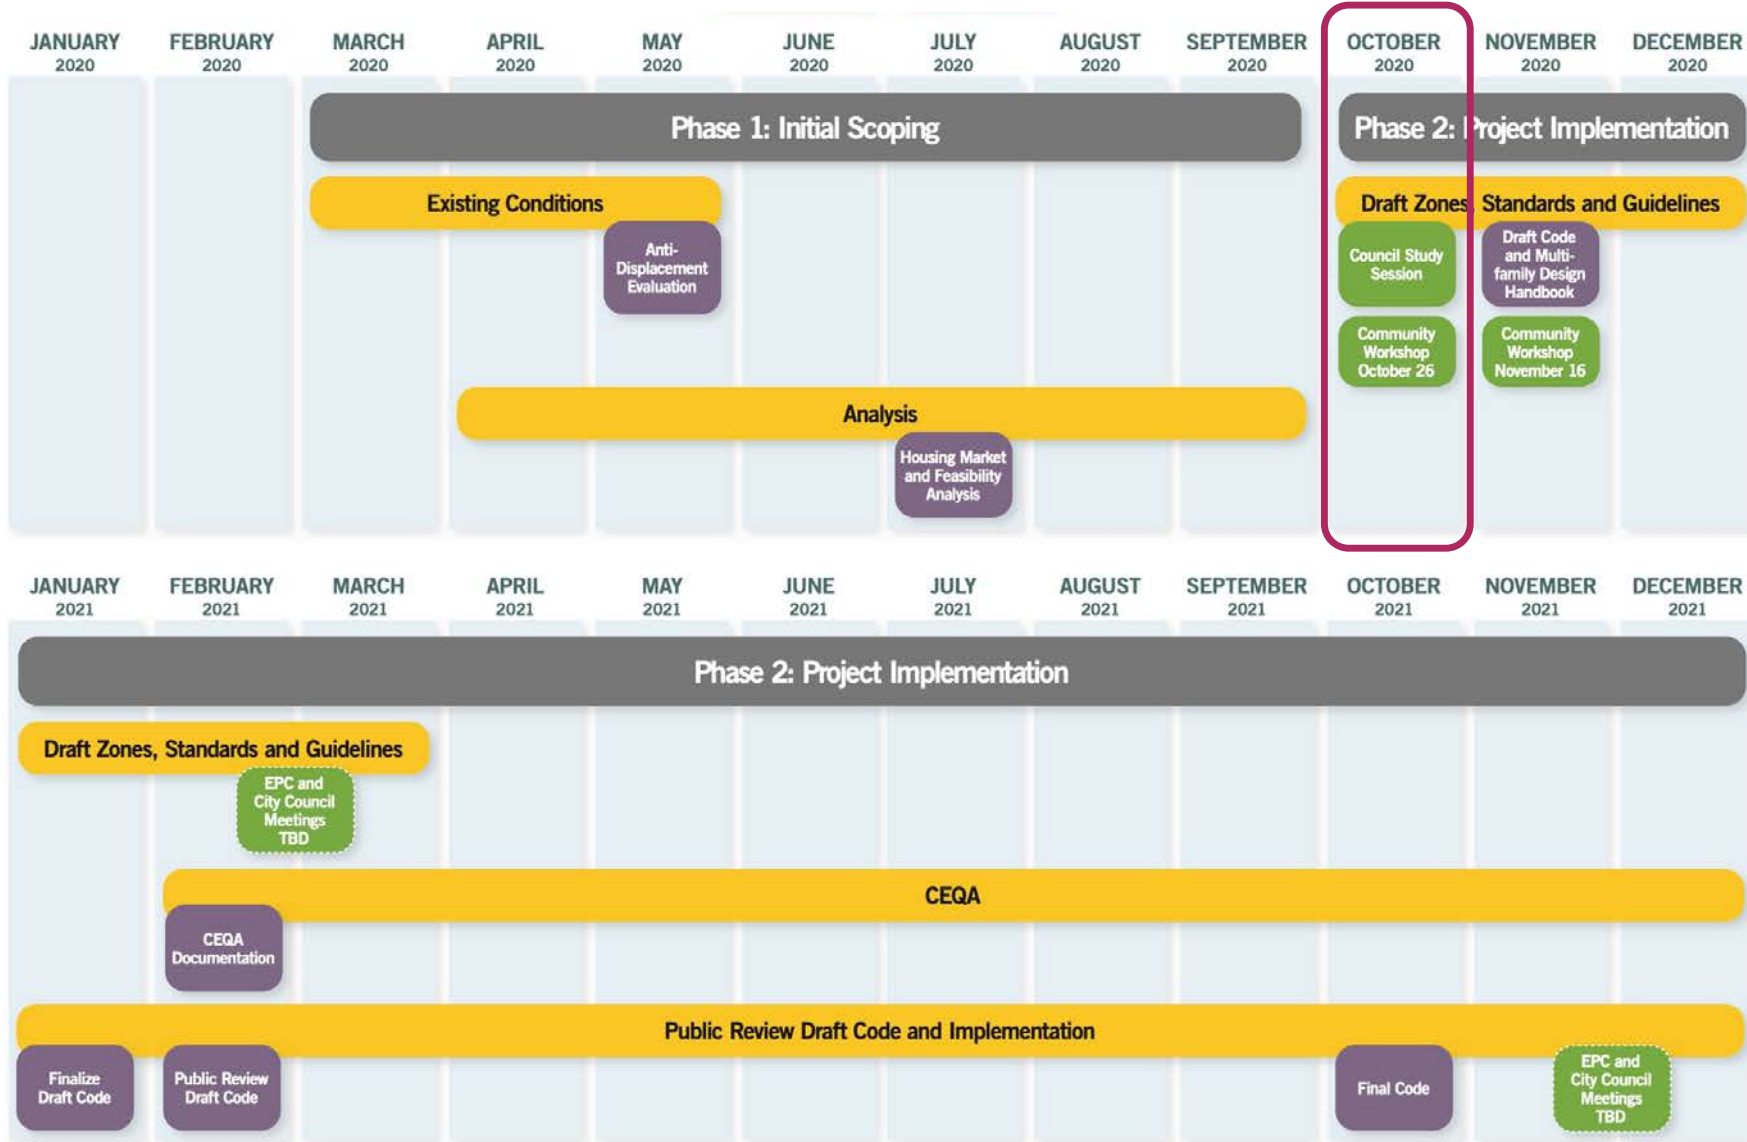 JANUARY
2020
FEBRUARY
2020
MARCH
2020
APRIL
2020
MAY
2020
JUNE
2020
JULY
2020
AUGUST
2020
SEPTEMBER
2020
OCTOBER
2020
NOVEMBER
2020
DECEMBER
2020
Phase 1: Initial Scoping
Phase 2: Project Implementation
Existing Conditions
Draft Zones, Standards and Guidelines
Anti-
Displacement
Evaluation
Council Study
Session
Draft Code
and Multi-
family Design
Handbook
Community
Workshop
October 26
Community
Workshop
November 16
Analysis
Housing Market
and Feasibility
Analysis
JANUARY
2021
FEBRUARY
2021
MARCH
2021
APRIL
2021
MAY
2021
JUNE
2021
JULY
2021
AUGUST
2021
SEPTEMBER
2021
OCTOBER
2021
NOVEMBER
2021
DECEMBER
2021
Phase 2: Project Implementation
Draft Zones, Standards and Guidelines
EPC and
City Council
Meetings
TBD
CEQA
CEQA
Documentation
Public Review Draft Code and Implementation
Finalize
Draft Code
Public Review
Draft Code
Final Code
EPC and
City Council
Meetings
TBD